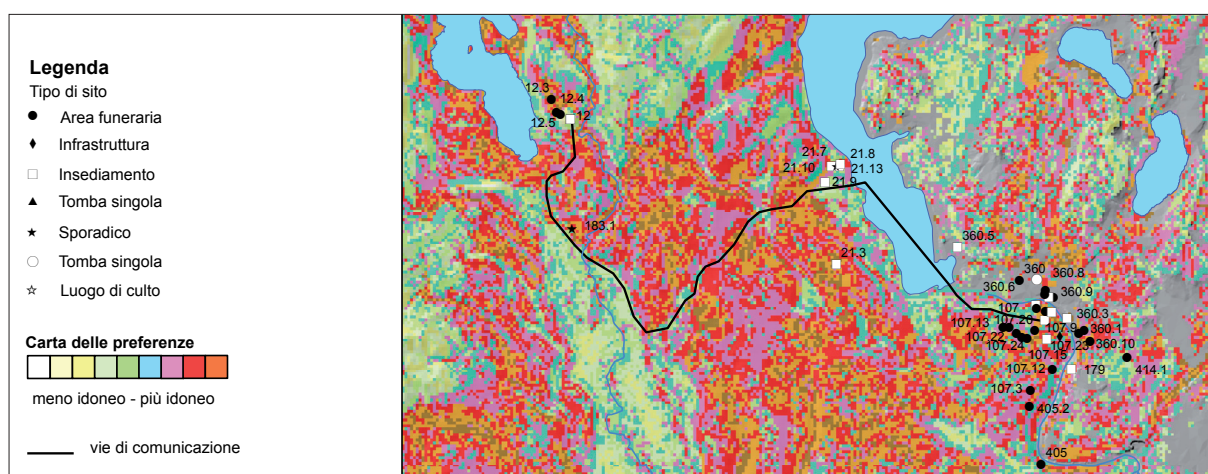 Legenda
Tipo di sito
Area funeraria
Infrastruttura
Insediamento
Tomba singola
Sporadico
Tomba singola
Luogo di culto
Carta delle preferenze
meno idoneo - più idoneo
vie di comunicazione
12.3
12.4
12.5
12
183.1
21.7
21.8
21.10
21.13
21.9
21.3
360.5
360
360.8
360.6
360.9
107
360.3
107.13
107.26
107.9
360.1
107.22
107.24
107.23
360.10
107.15
107.12
179
414.1
107.3
405.2
405